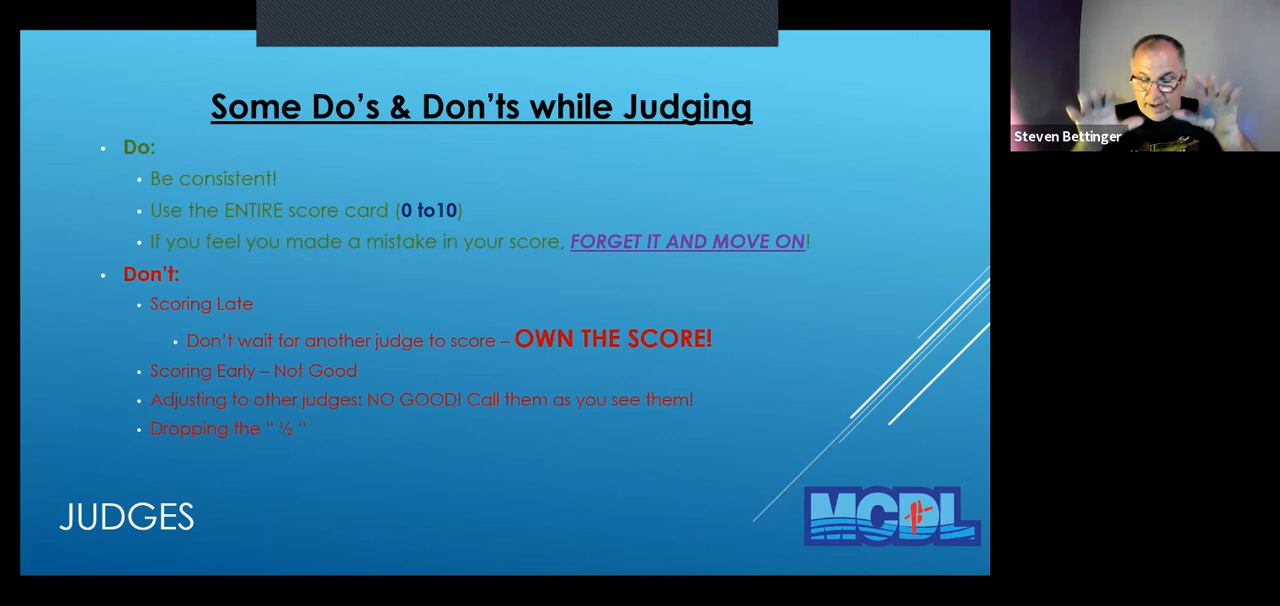 Some Do's & Don'ts while Judging
Do:
Be consistent!
Use the ENTIRE score card (0 to10)
If you feel you made a mistake in your score, FORGET IT AND MOVE ON!
Don't:
Scoring Late
Don't wait for another judge to score – OWN THE SCORE!
Scoring Early – Not Good
Adjusting to other judges: NO GOOD! Call them as you see them!
Dropping the " ½ "
JUDGES
MCDL
Steven Bettinger